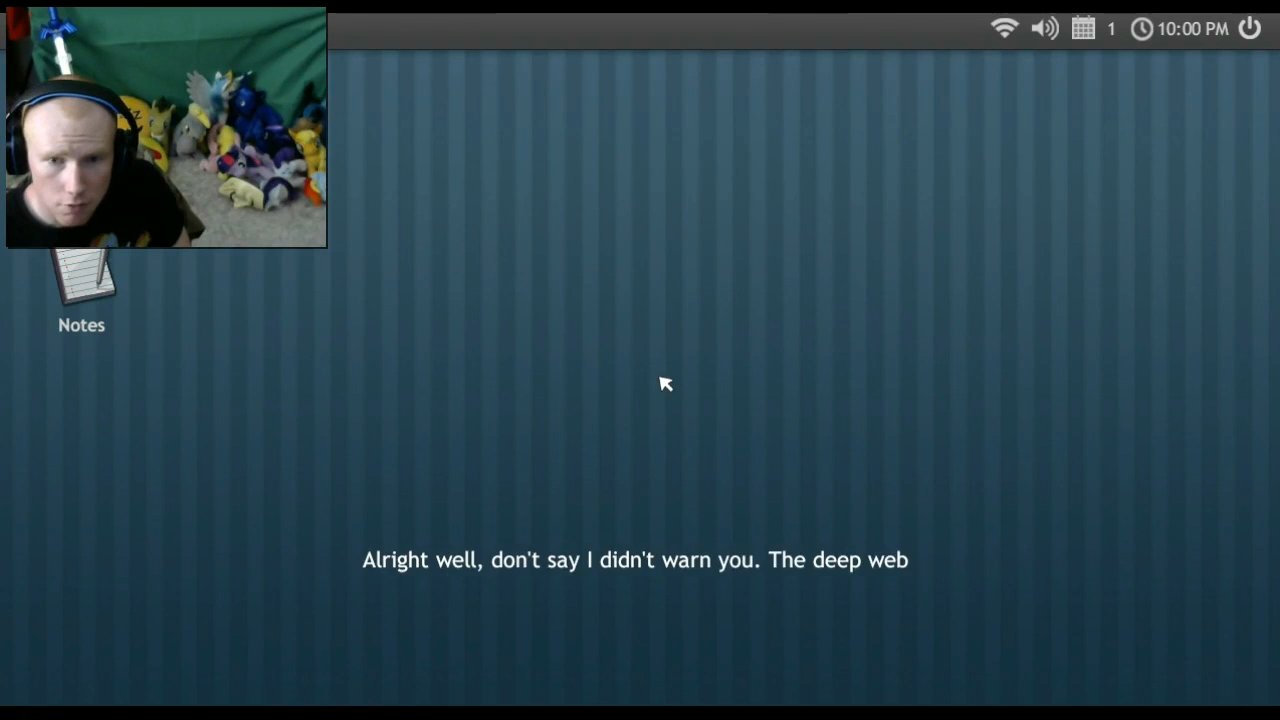 1 10:00 PM
Notes
Alright well, don't say I didn't warn you. The deep web